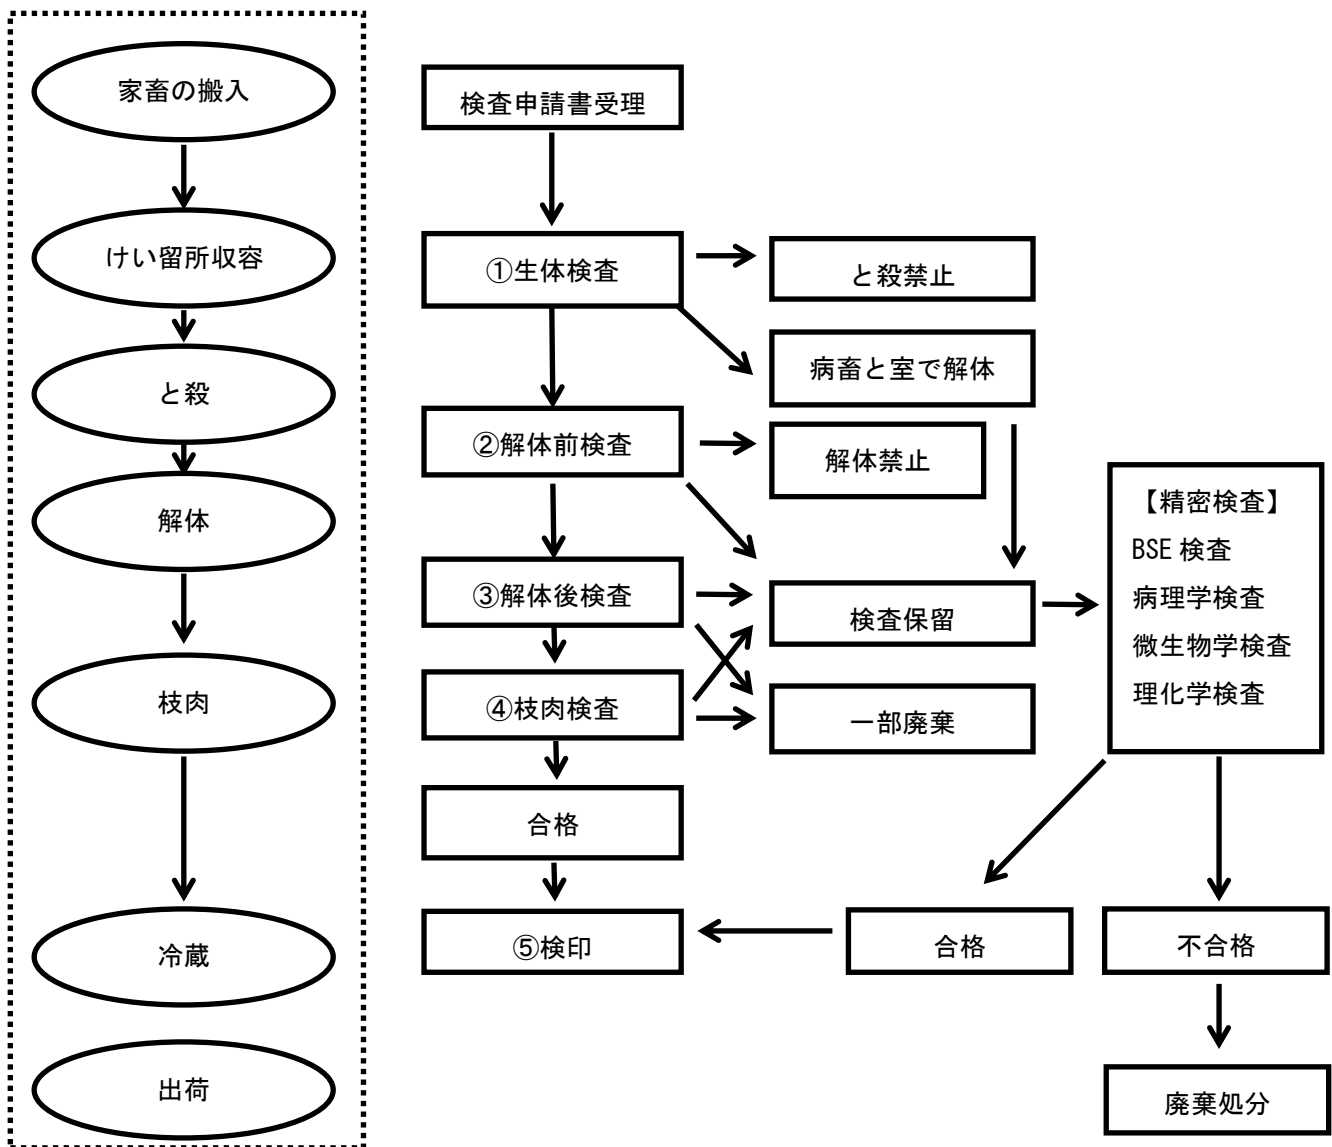 家畜の搬入
けい留所収容
と殺
解体
枝肉
冷蔵
出荷
検査申請書受理
①生体検査
と殺禁止
病畜と室で解体
②解体前検査
解体禁止
③解体後検査
検査保留
④枝肉検査
一部廃棄
【精密検査】
BSE 検査
病理学検査
微生物学検査
理化学検査
合格
⑤検印
合格
不合格
廃棄処分